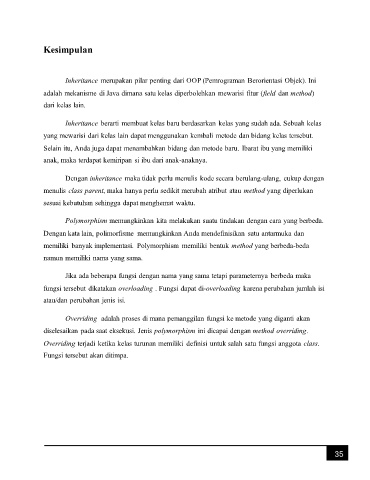 Kesimpulan
Inheritance merupakan pilar penting dari OOP (Pemrograman Berorientasi Objek). Ini
adalah mekanisme di Java dimana satu kelas diperbolehkan mewarisi fitur (field dan method)
dari kelas lain.
Inheritance berarti membuat kelas baru berdasarkan kelas yang sudah ada. Sebuah kelas
yang mewarisi dari kelas lain dapat menggunakan kembali metode dan bidang kelas tersebut.
Selain itu, Anda juga dapat menambahkan bidang dan metode baru. Ibarat ibu yang memiliki
anak, maka terdapat kemiripan si ibu dari anak-anaknya.
Dengan inheritance maka tidak perlu menulis kode secara berulang-ulang, cukup dengan
menulis class parent, maka hanya perlu sedikit merubah atribut atau method yang diperlukan
sesuai kebutuhan sehingga dapat menghemat waktu.
Polymorphism memungkinkan kita melakukan suatu tindakan dengan cara yang berbeda.
Dengan kata lain, polimorfisme memungkinkan Anda mendefinisikan satu antarmuka dan
memiliki banyak implementasi. Polymorphism memiliki bentuk method yang berbeda-beda
namun memiliki nama yang sama.
Jika ada beberapa fungsi dengan nama yang sama tetapi parameternya berbeda maka
fungsi tersebut dikatakan overloading . Fungsi dapat di-overloading karena perubahan jumlah isi
atau/dan perubahan jenis isi.
Overriding adalah proses di mana pemanggilan fungsi ke metode yang diganti akan
diselesaikan pada saat eksekusi. Jenis polymorphism ini dicapai dengan method overriding.
Overriding terjadi ketika kelas turunan memiliki definisi untuk salah satu fungsi anggota class.
Fungsi tersebut akan ditimpa.
35